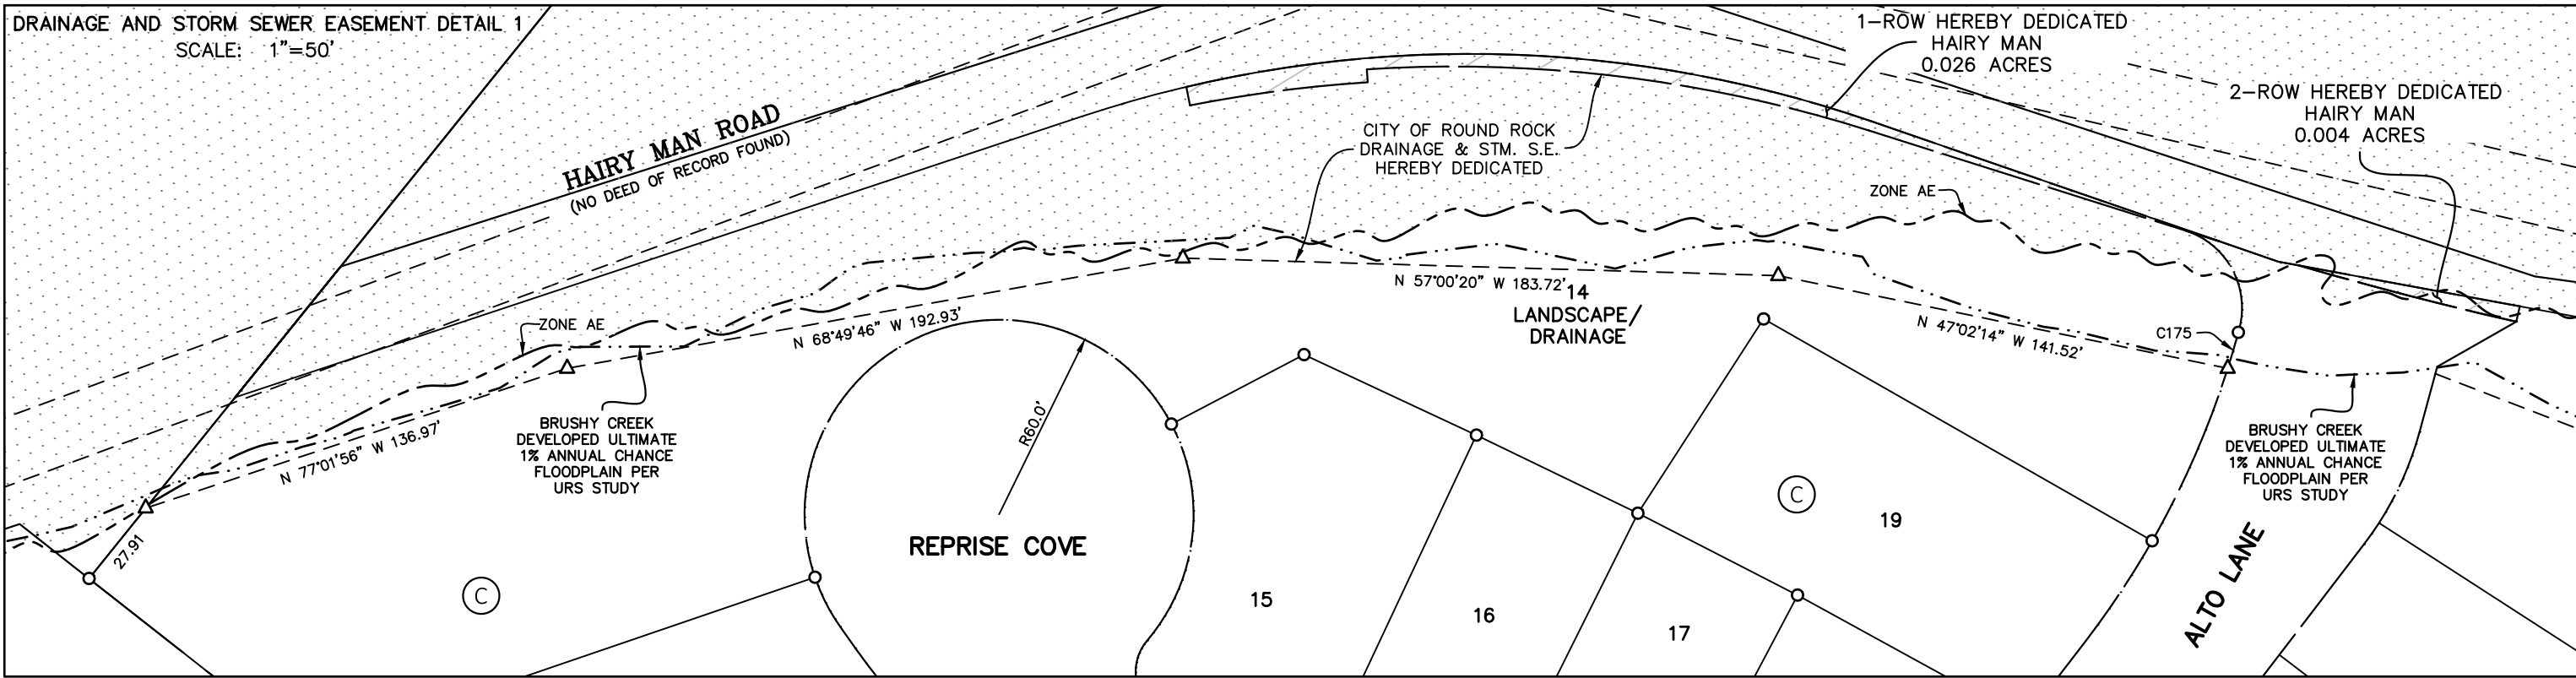 DRAINAGE AND STORM SEWER EASEMENT DETAIL 1
SCALE: 1"=50'
HAIRY MAN ROAD
(NO DEED OF RECORD FOUND)
1-ROW HEREBY DEDICATED
HAIRY MAN
0.026 ACRES
2-ROW HEREBY DEDICATED
HAIRY MAN
0.004 ACRES
CITY OF ROUND ROCK
DRAINAGE & STM. S.E.
HEREBY DEDICATED
ZONE AE
ZONE AE
N 77°01'56" W 136.97'
N 68°49'46" W 192.93'
N 57°00'20" W 183.72'
N 47°02'14" W 141.52'
14
LANDSCAPE/
DRAINAGE
C175
BRUSHY CREEK
DEVELOPED ULTIMATE
1% ANNUAL CHANCE
FLOODPLAIN PER
URS STUDY
BRUSHY CREEK
DEVELOPED ULTIMATE
1% ANNUAL CHANCE
FLOODPLAIN PER
URS STUDY
27.91
R60.0'
REPRISE COVE
C
C
15
16
17
19
ALTO LANE